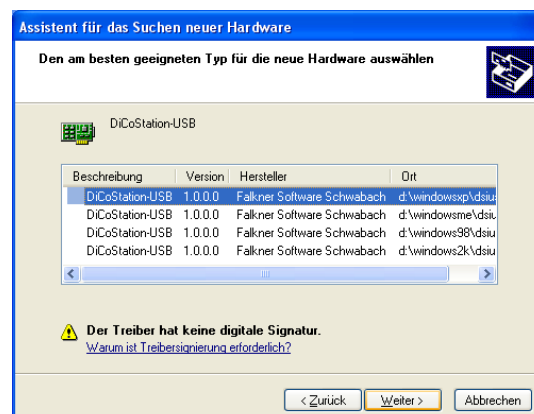 Assistent für das Suchen neuer Hardware
Den am besten geeigneten Typ für die neue Hardware auswählen
DiCoStation-USB
Beschreibung Version Hersteller Ort
DiCoStation-USB 1.0.0.0 Falkner Software Schwabach d:\windowsxp\dsius
DiCoStation-USB 1.0.0.0 Falkner Software Schwabach d:\windowsme\dsiu
DiCoStation-USB 1.0.0.0 Falkner Software Schwabach d:\windows98\dsiu
DiCoStation-USB 1.0.0.0 Falkner Software Schwabach d:\windows2k\dsiu
Der Treiber hat keine digitale Signatur.
Warum ist Treibersignierung erforderlich?
< Zurück Weiter > Abbrechen